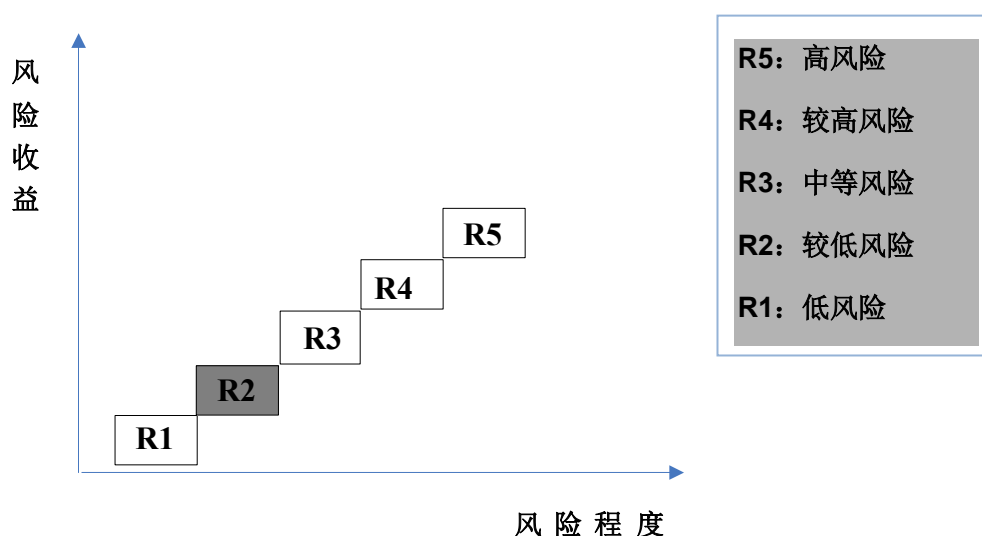 风险收益
R5
R4
R3
R2
R1
风险程度
R5：高风险
R4：较高风险
R3：中等风险
R2：较低风险
R1：低风险